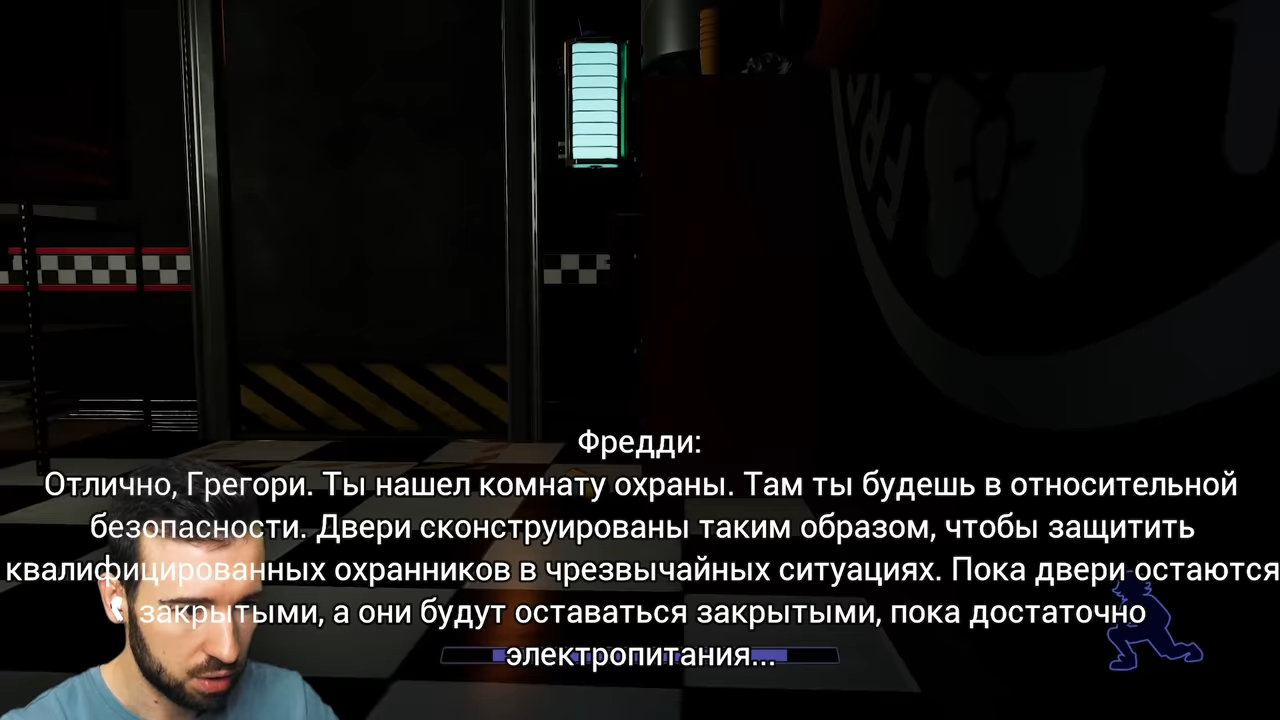 Фредди:
Отлично, Грегори. Ты нашел комнату охраны. Там ты будешь в относительной
безопасности. Двери сконструированы таким образом, чтобы защитить
квалифицированных охранников в чрезвычайных ситуациях. Пока двери остаются
закрытыми, а они будут оставаться закрытыми, пока достаточно
электропитания...